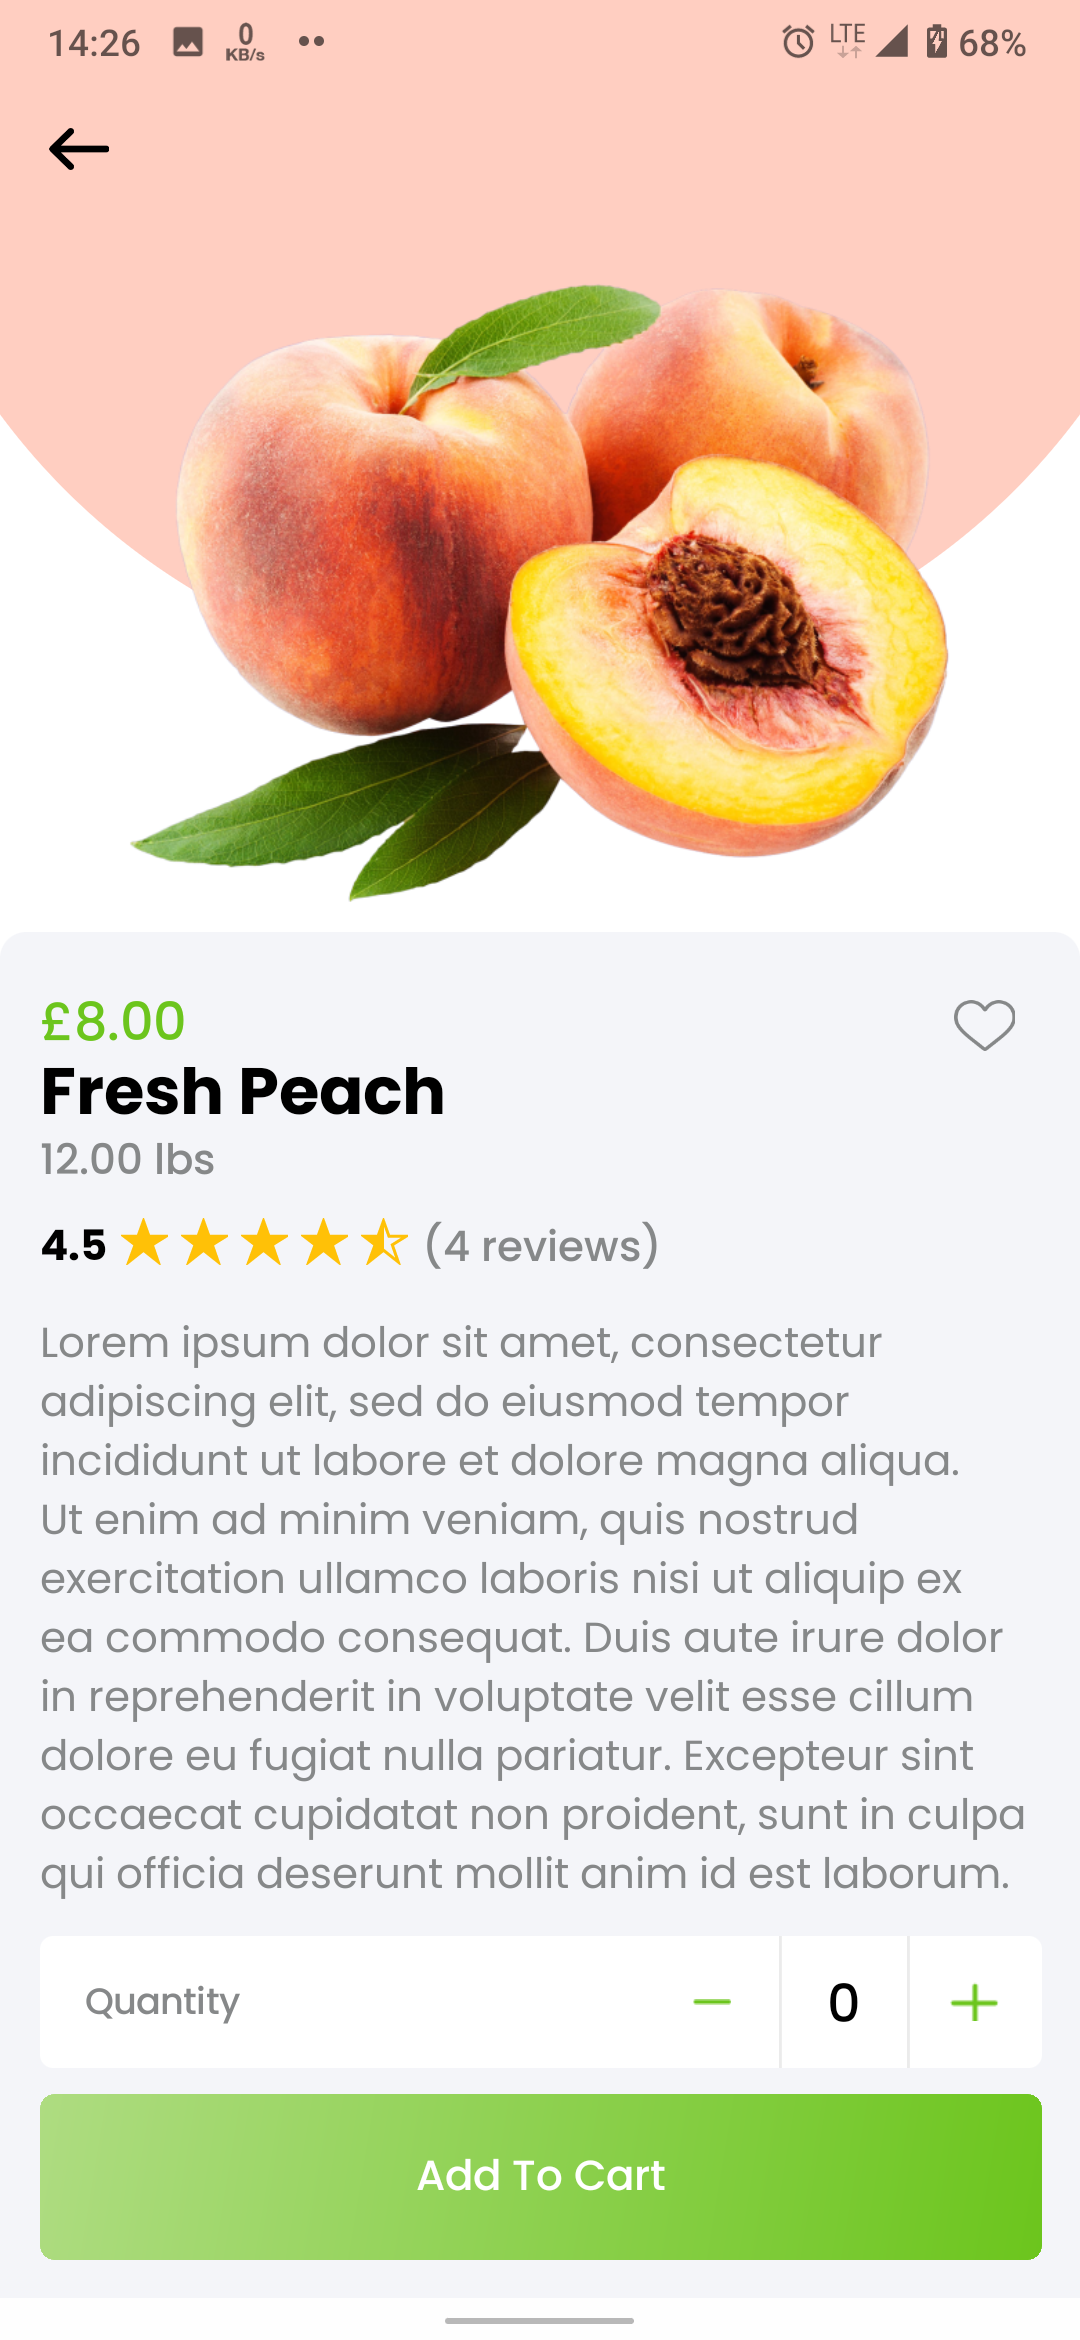 14:26 0 KB/s LTE 68%
£8.00
Fresh Peach
12.00 lbs
4.5 (4 reviews)
Lorem ipsum dolor sit amet, consectetur
adipiscing elit, sed do eiusmod tempor
incididunt ut labore et dolore magna aliqua.
Ut enim ad minim veniam, quis nostrud
exercitation ullamco laboris nisi ut aliquip ex
ea commodo consequat. Duis aute irure dolor
in reprehenderit in voluptate velit esse cillum
dolore eu fugiat nulla pariatur. Excepteur sint
occaecat cupidatat non proident, sunt in culpa
qui officia deserunt mollit anim id est laborum.
Quantity 0
Add To Cart